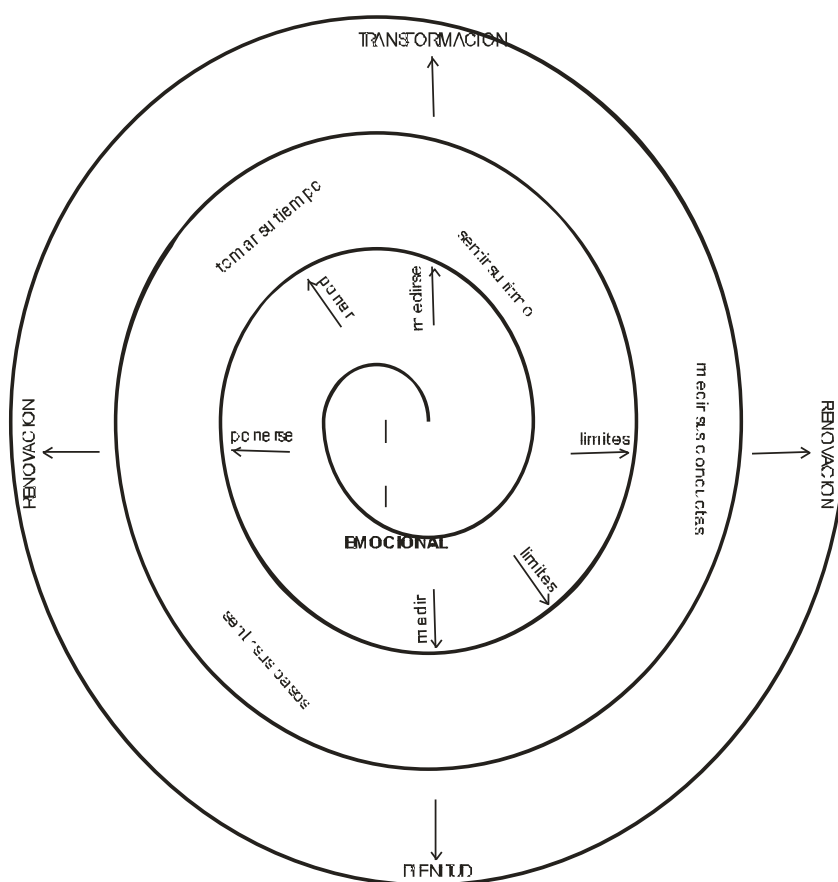 TRANSFORMACION
tomar su tiempo
sentir su ritmo
poner
medirse
ponerse
limites
medir sus conductas
RENOVACION
RENOVACION
EMOCIONAL
limites
medir
PLENITUD